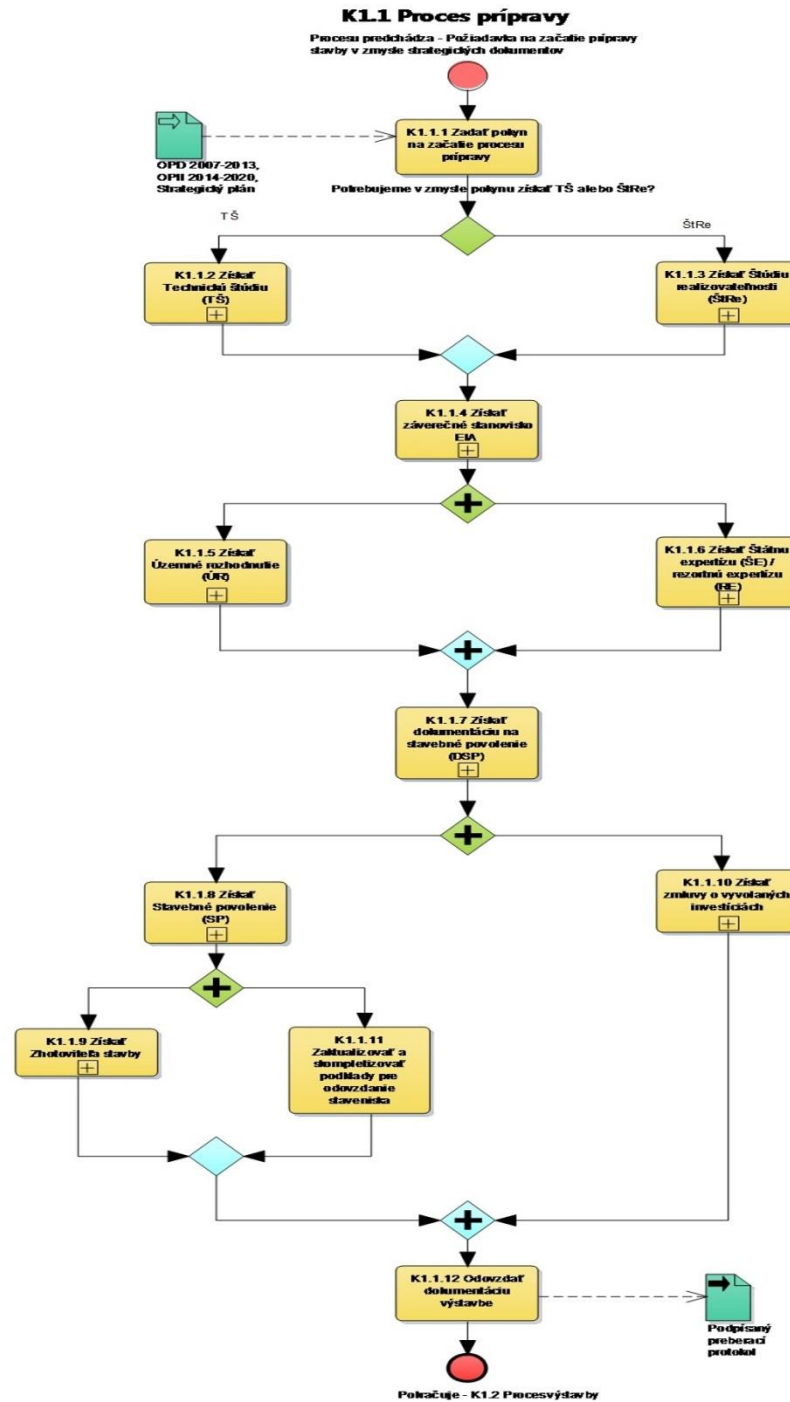 K1.1 Proces prípravy
Procesu predchádza - Požiadavka na začatie prípravy
stavby v zmysle strategických dokumentov
K1.1.1 Zadať pokyn
na začatie procesu
prípravy
OPD 2007-2013,
OPII 2014-2020,
Strategický plán
Potrebujeme v zmysle pokynu získať TŠ alebo ŠtRe?
TŠ
ŠtRe
K1.1.2 Získať
Technickú štúdiu
(TŠ)
K1.1.3 Získať Štúdiu
realizovateľnosti
(ŠtRe)
K1.1.4 Získať
záverečné stanovisko
EIA
K1.1.5 Získať
Územné rozhodnutie
(ÚR)
K1.1.6 Získať Štátnu
expertízu (ŠE) /
rezortnú expertízu
(RE)
K1.1.7 Získať
dokumentáciu na
stavebné povolenie
(DSP)
K1.1.8 Získať
Stavebné povolenie
(SP)
K1.1.10 Získať
zmluvy o vyvolaných
investíciách
K1.1.9 Získať
Zhotoviteľa stavby
K1.1.11
Zaktualizovať a
skompletizovať
podklady pre
odovzdanie
staveniska
K1.1.12 Odovzdať
dokumentáciu
výstavbe
Podpísaný
preberací
protokol
Pokračuje - K1.2 Proces výstavby